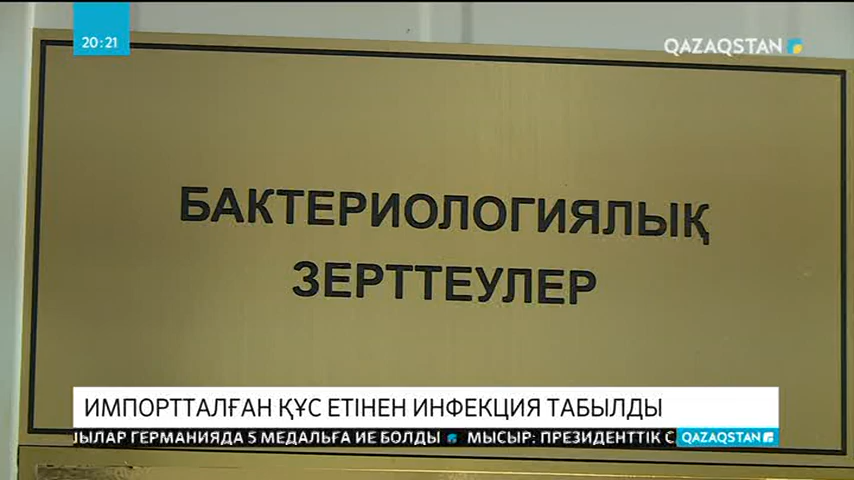 20:21
QAZAQSTAN
БАКТЕРИОЛОГИЯЛЫҚ
ЗЕРТТЕУЛЕР
ИМПОРТТАЛҒАН ҚҰС ЕТІНЕН ИНФЕКЦИЯ ТАБЫЛДЫ
ГЕРМАНИЯДА 5 МЕДАЛЬҒА ИЕ БОЛДЫ МЫСЫР: ПРЕЗИДЕНТТІК
QAZAQSTAN